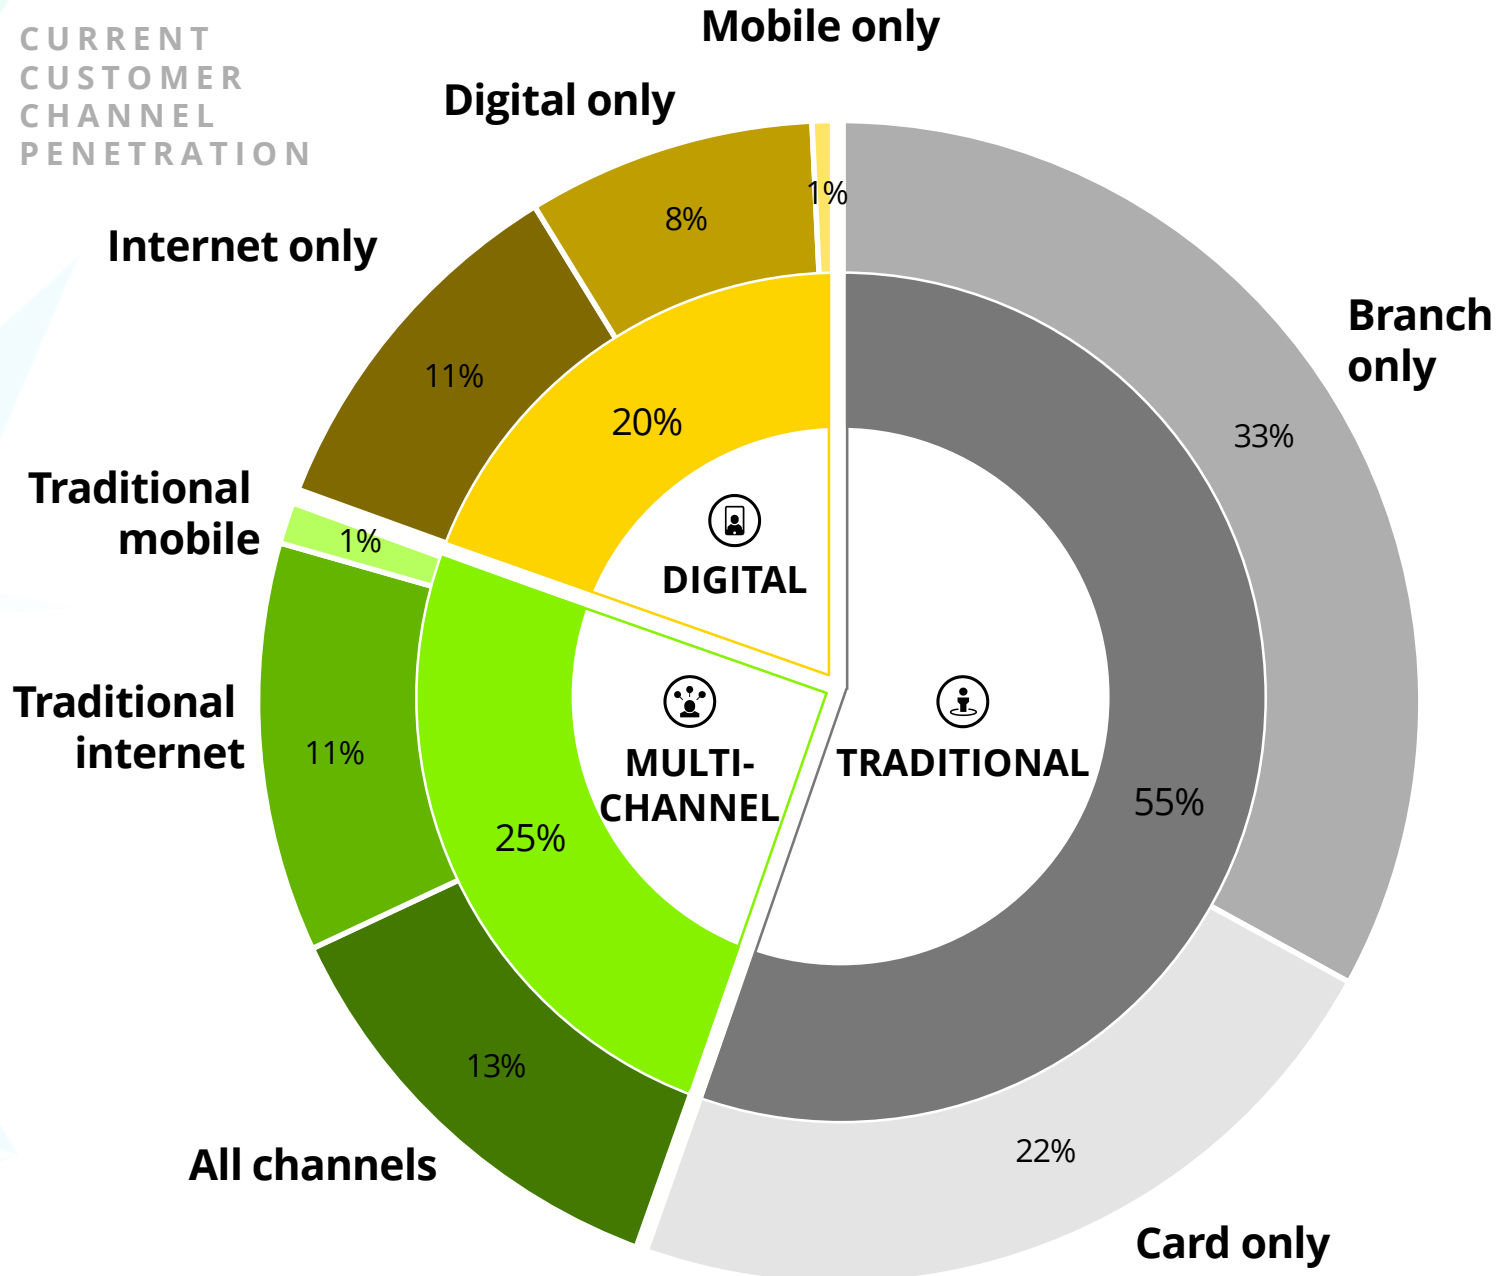 CURRENT
CUSTOMER
CHANNEL
PENETRATION
Mobile only
Digital only
1%
8%
Internet only
11%
20%
Branch
only
33%
Traditional
mobile
1%
DIGITAL
Traditional
internet
11%
MULTI-
CHANNEL
25%
TRADITIONAL
55%
13%
All channels
22%
Card only